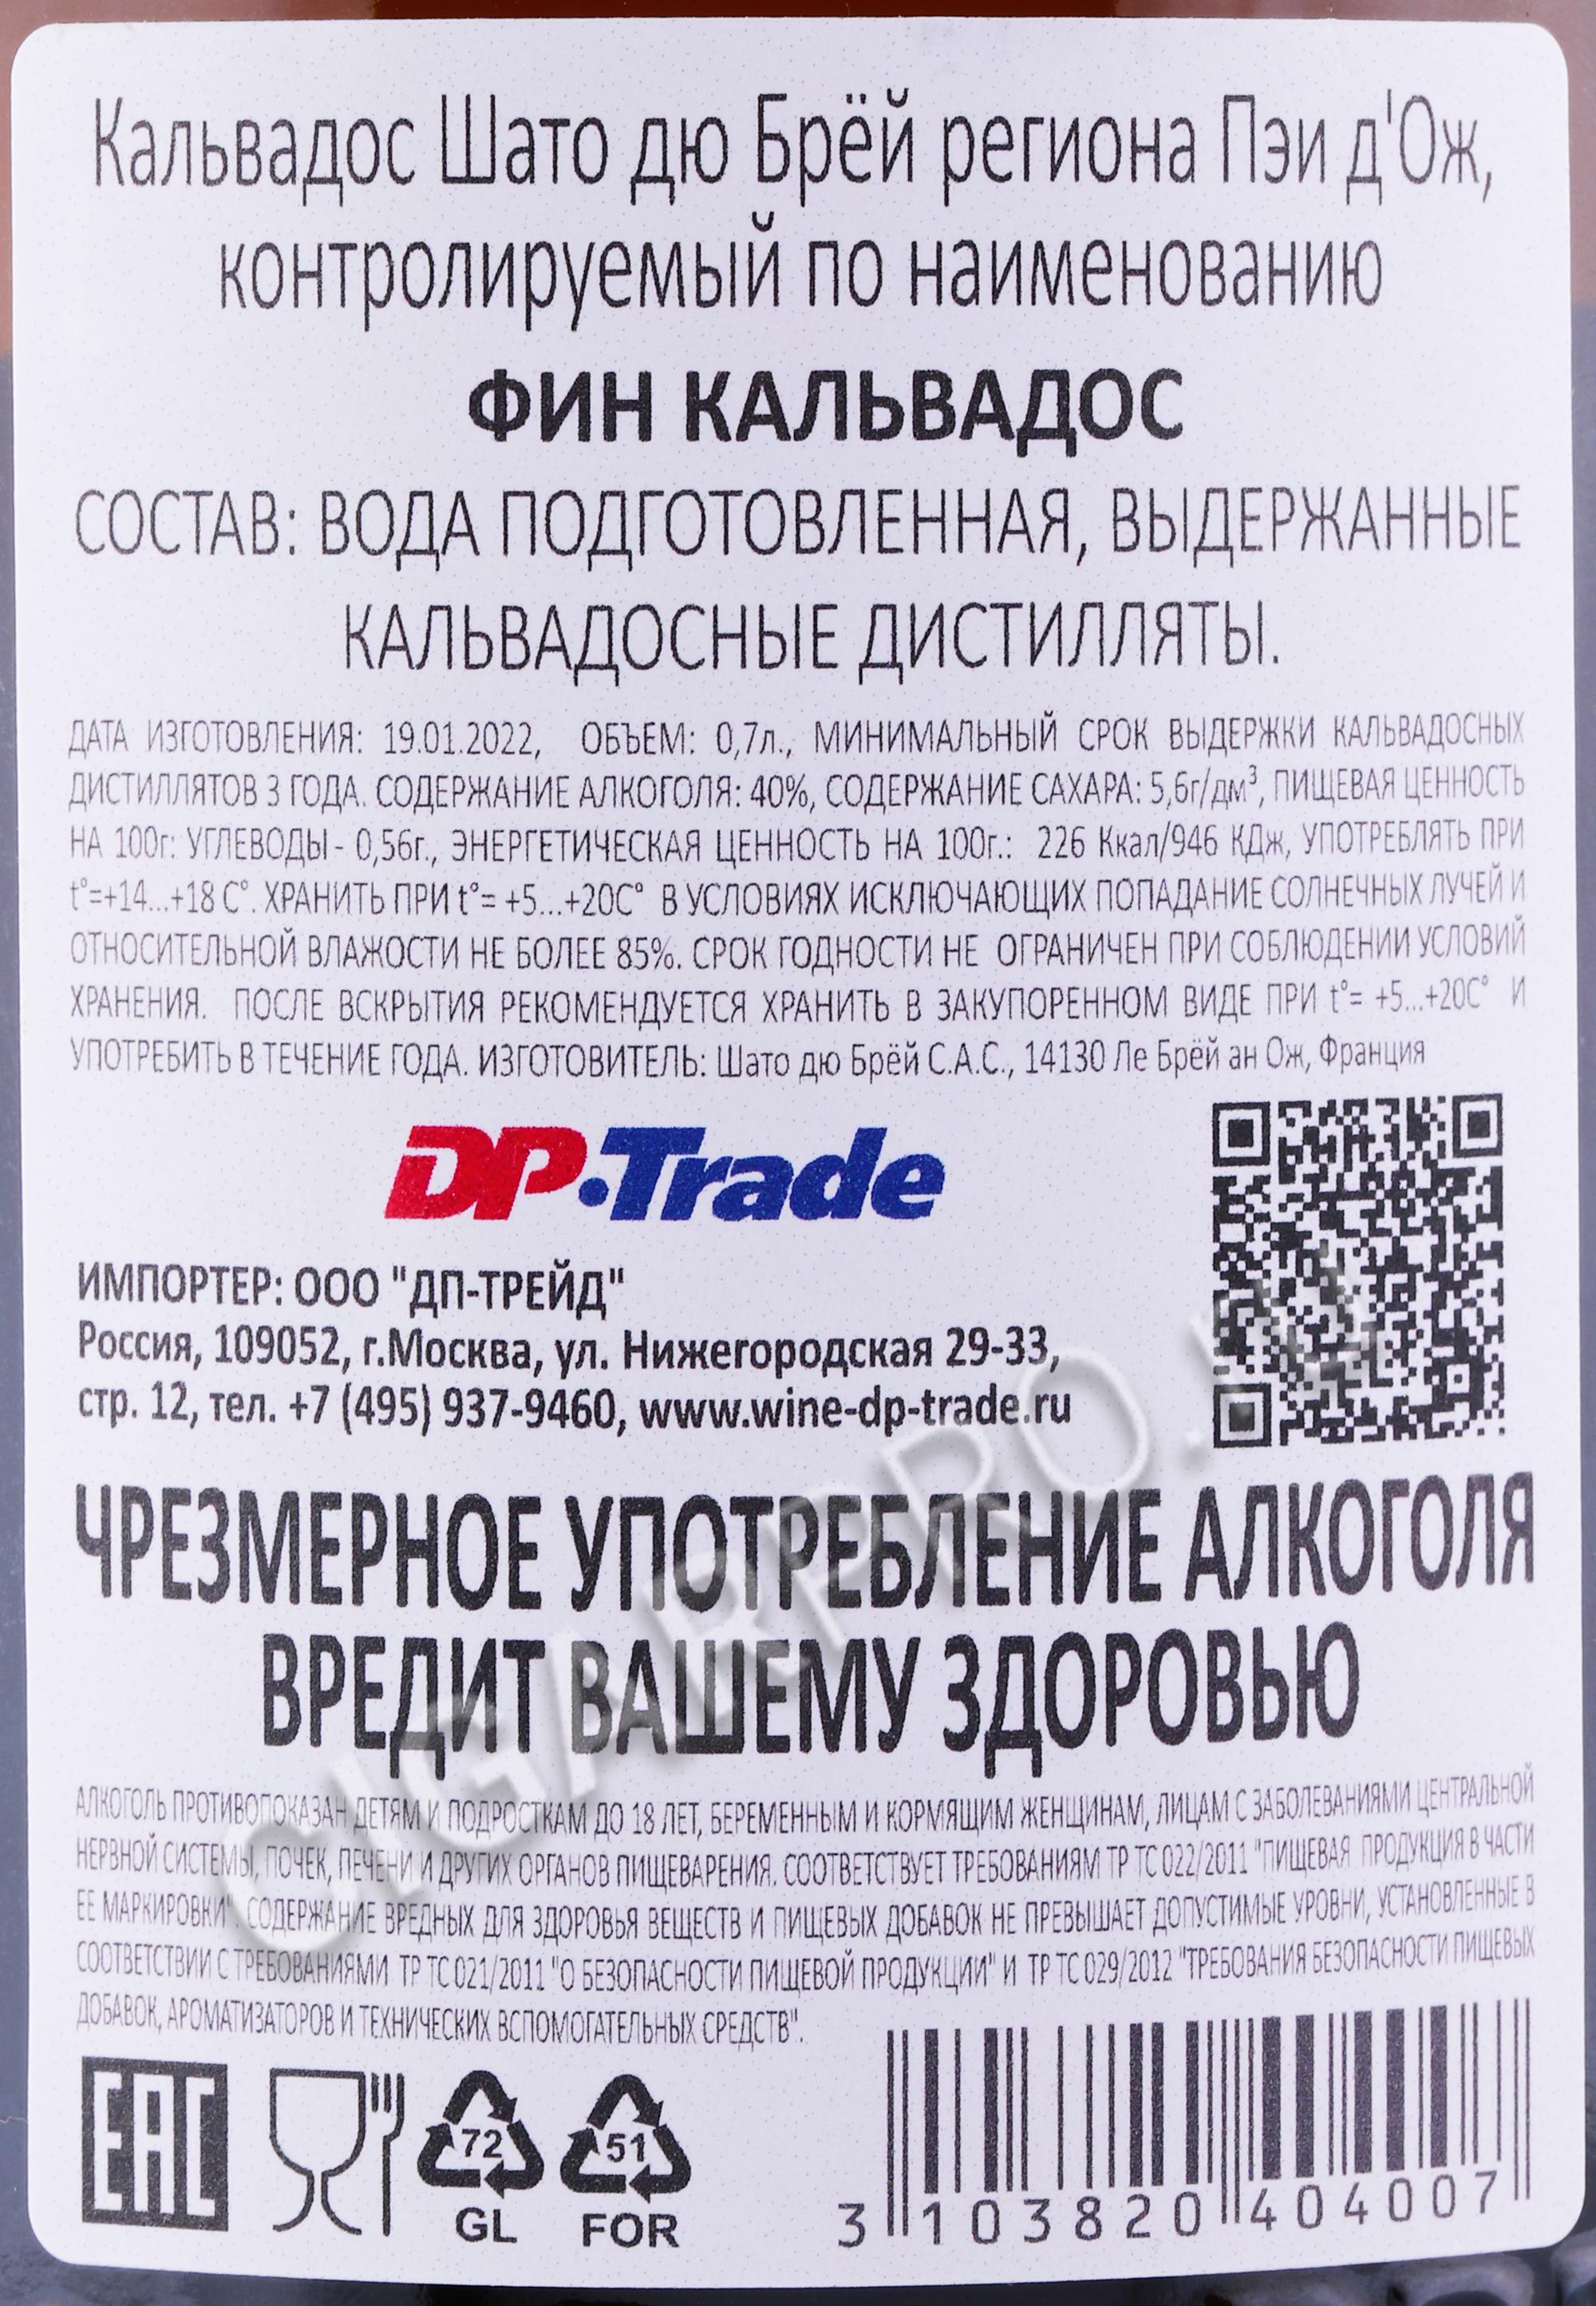 Кальвадос Шато дю Брёй региона Пэи д'Ож,
контролируемый по наименованию
ФИН КАЛЬВАДОС
СОСТАВ: ВОДА ПОДГОТОВЛЕННАЯ, ВЫДЕРЖАННЫЕ
КАЛЬВАДОСНЫЕ ДИСТИЛЛЯТЫ.
ДАТА ИЗГОТОВЛЕНИЯ: 19.01.2022, ОБЪЕМ: 0,7л., МИНИМАЛЬНЫЙ СРОК ВЫДЕРЖКИ КАЛЬВАДОСНЫХ
ДИСТИЛЛЯТОВ 3 ГОДА. СОДЕРЖАНИЕ АЛКОГОЛЯ: 40%, СОДЕРЖАНИЕ САХАРА: 5,6г/дм³, ПИЩЕВАЯ ЦЕННОСТЬ
НА 100г: УГЛЕВОДЫ - 0,56г., ЭНЕРГЕТИЧЕСКАЯ ЦЕННОСТЬ НА 100г.: 226 Ккал/946 КДж, УПОТРЕБЛЯТЬ ПРИ
t°=+14...+18 С°. ХРАНИТЬ ПРИ t°= +5...+20С° В УСЛОВИЯХ ИСКЛЮЧАЮЩИХ ПОПАДАНИЕ СОЛНЕЧНЫХ ЛУЧЕЙ И
ОТНОСИТЕЛЬНОЙ ВЛАЖОСТИ НЕ БОЛЕЕ 85%. СРОК ГОДНОСТИ НЕ ОГРАНИЧЕН ПРИ СОБЛЮДЕНИИ УСЛОВИЙ
ХРАНЕНИЯ. ПОСЛЕ ВСКРЫТИЯ РЕКОМЕНДУЕТСЯ ХРАНИТЬ В ЗАКУПОРЕННОМ ВИДЕ ПРИ t°= +5...+20С° И
УПОТРЕБИТЬ В ТЕЧЕНИЕ ГОДА. ИЗГОТОВИТЕЛЬ: Шато дю Брёй С.А.С., 14130 Ле Брёй ан Ож, Франция
DP·Trade
ИМПОРТЕР: ООО "ДП-ТРЕЙД"
Россия, 109052, г.Москва, ул. Нижегородская 29-33,
стр. 12, тел. +7 (495) 937-9460, www.wine-dp-trade.ru
ЧРЕЗМЕРНОЕ УПОТРЕБЛЕНИЕ АЛКОГОЛЯ
ВРЕДИТ ВАШЕМУ ЗДОРОВЬЮ
АЛКОГОЛЬ ПРОТИВОПОКАЗАН ДЕТЯМ И ПОДРОСТКАМ ДО 18 ЛЕТ, БЕРЕМЕННЫМ И КОРМЯЩИМ ЖЕНЩИНАМ, ЛИЦАМ С ЗАБОЛЕВАНИЯМИ ЦЕНТРАЛЬНОЙ
НЕРВНОЙ СИСТЕМЫ, ПОЧЕК, ПЕЧЕНИ И ДРУГИХ ОРГАНОВ ПИЩЕВАРЕНИЯ. СООТВЕТСТВУЕТ ТРЕБОВАНИЯМ ТР ТС 022/2011 "ПИЩЕВАЯ ПРОДУКЦИЯ В ЧАСТИ
ЕЕ МАРКИРОВКИ". СОДЕРЖАНИЕ ВРЕДНЫХ ДЛЯ ЗДОРОВЬЯ ВЕЩЕСТВ И ПИЩЕВЫХ ДОБАВОК НЕ ПРЕВЫШАЕТ ДОПУСТИМЫЕ УРОВНИ, УСТАНОВЛЕННЫЕ В
СООТВЕТСТВИИ С ТРЕБОВАНИЯМИ ТР ТС 021/2011 "О БЕЗОПАСНОСТИ ПИЩЕВОЙ ПРОДУКЦИИ" И ТР ТС 029/2012 "ТРЕБОВАНИЯ БЕЗОПАСНОСТИ ПИЩЕВЫХ
ДОБАВОК, АРОМАТИЗАТОРОВ И ТЕХНИЧЕСКИХ ВСПОМОГАТЕЛЬНЫХ СРЕДСТВ".
EAC
72
GL
51
FOR
3 103820 404007